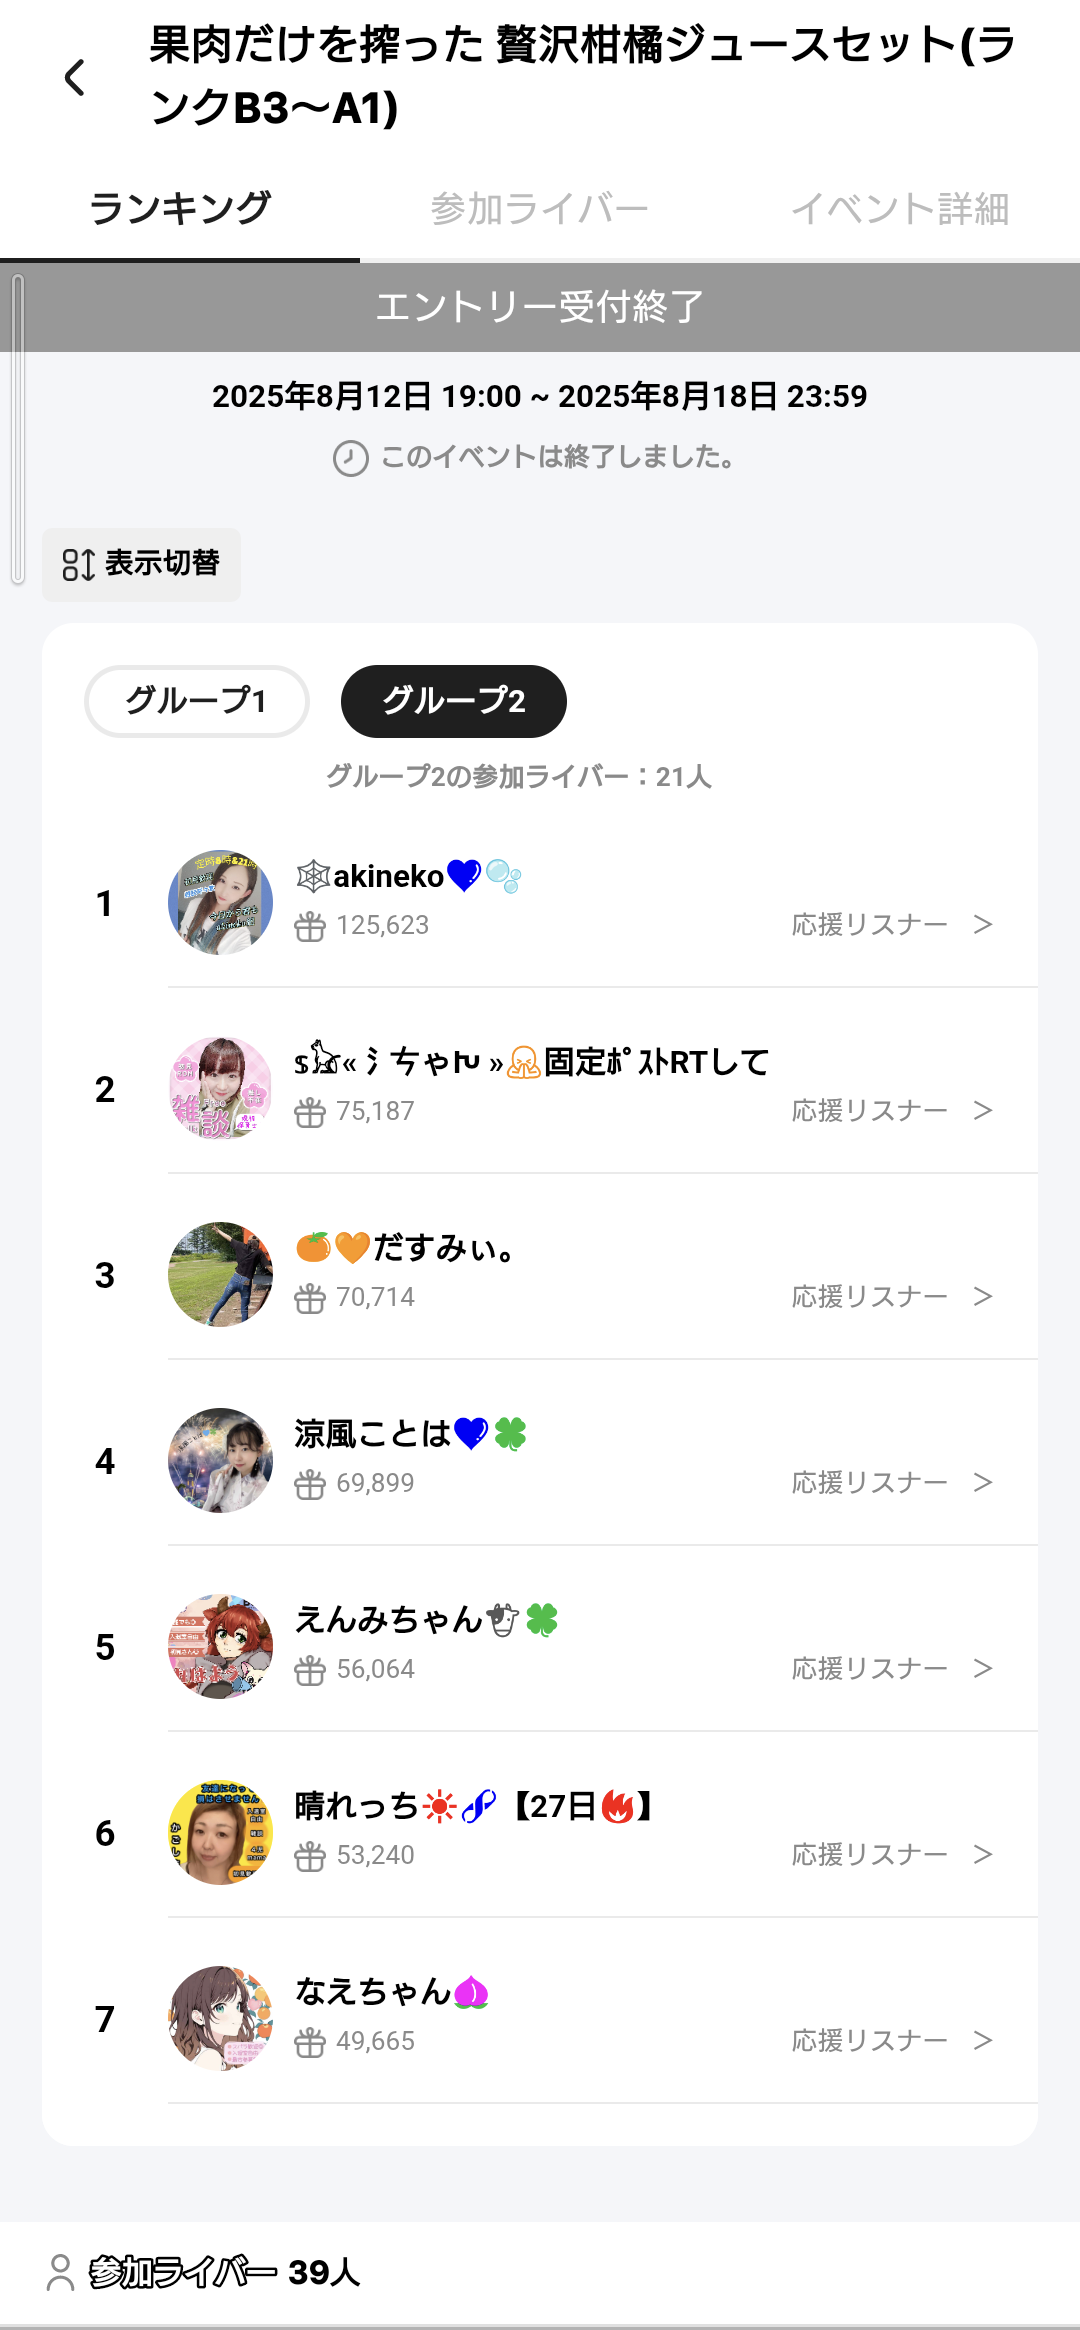 果肉だけを搾った 贅沢柑橘ジュースセット(ラ
ンクB3〜A1)
ランキング 参加ライバー イベント詳細
エントリー受付終了
2025年8月12日 19:00 ~ 2025年8月18日 23:59
このイベントは終了しました。
表示切替
グループ1 グループ2
グループ2の参加ライバー：21人
1
🕸akineko💙🫧
125,623 応援リスナー >
2
固定ﾎﾟｽﾄRTして
75,187 応援リスナー >
3
🍊🧡だすみぃ。
70,714 応援リスナー >
4
涼風ことは💙🍀
69,899 応援リスナー >
5
えんみちゃん🐮🍀
56,064 応援リスナー >
6
晴れっち☀🔗【27日🔥】
53,240 応援リスナー >
7
なえちゃん🍑
49,665 応援リスナー >
参加ライバー 39人